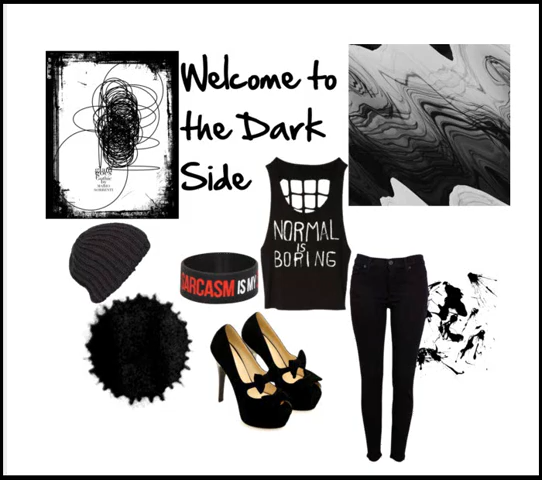 Welcome to
the Dark
Side
NORMAL
IS
BORING
SARCASM IS MY